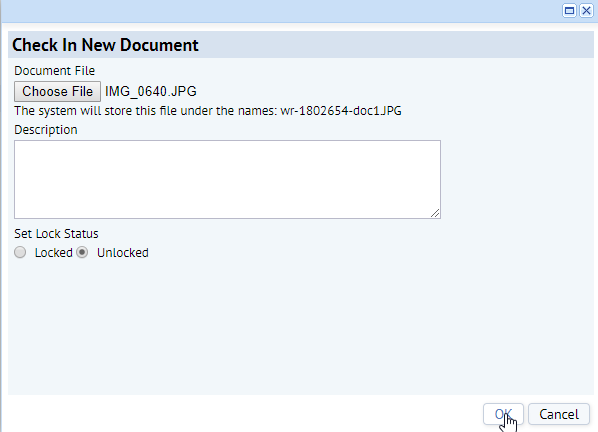 Check In New Document
Document File
Choose File IMG_0640.JPG
The system will store this file under the names: wr-1802654-doc1.JPG
Description
Set Lock Status
Locked Unlocked
OK Cancel